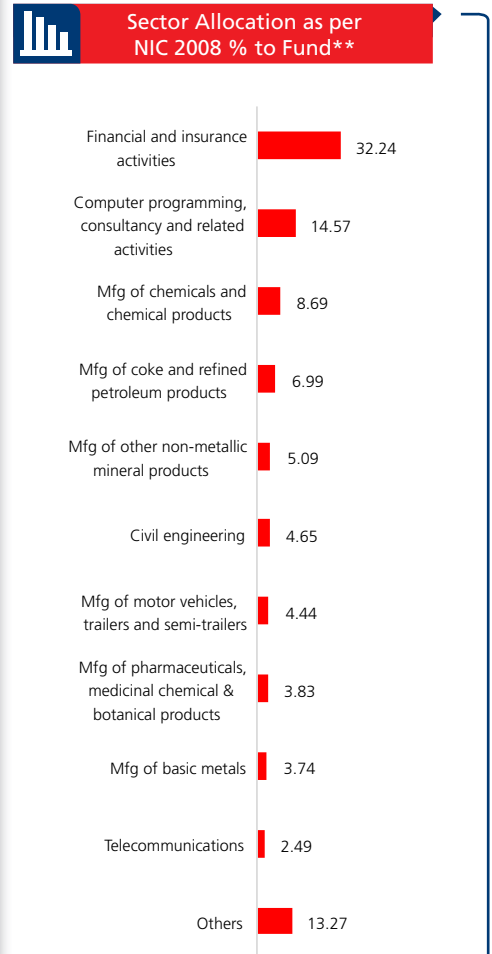 Sector Allocation as per
NIC 2008 % to Fund**
Financial and insurance
activities
32.24
Computer programming,
consultancy and related
activities
14.57
Mfg of chemicals and
chemical products
8.69
Mfg of coke and refined
petroleum products
6.99
Mfg of other non-metallic
mineral products
5.09
Civil engineering
4.65
Mfg of motor vehicles,
trailers and semi-trailers
4.44
Mfg of pharmaceuticals,
medicinal chemical &
botanical products
3.83
Mfg of basic metals
3.74
Telecommunications
2.49
Others
13.27